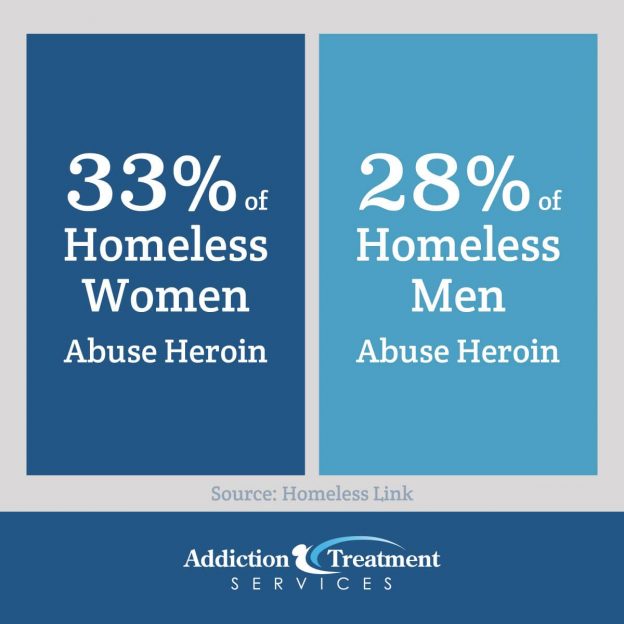 33% of
Homeless
Women
Abuse Heroin
28% of
Homeless
Men
Abuse Heroin
Source: Homeless Link
Addiction Treatment
SERVICES